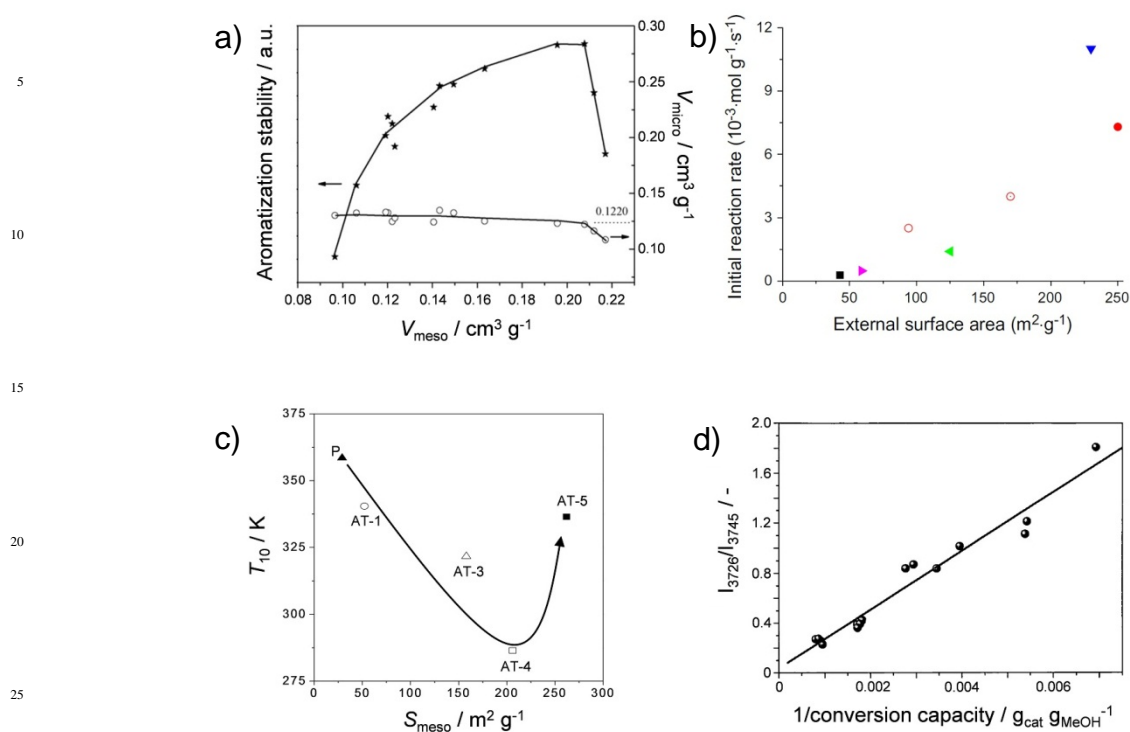 a)
5
10
Aromatization stability / a.u.
0.08 0.10 0.12 0.14 0.16 0.18 0.20 0.22
V_meso / cm³ g⁻¹
0.30
0.25
0.20
0.15
0.1220
0.10
V_micro / cm³ g⁻¹
b)
Initial reaction rate (10⁻³·mol g⁻¹·s⁻¹)
12
9
6
3
0
0 50 100 150 200 250
External surface area (m²·g⁻¹)
15
c)
20
25
T₁₀ / K
375
350
325
300
275
P
AT-1
AT-3
AT-4
AT-5
0 50 100 150 200 250 300
S_meso / m² g⁻¹
d)
I₃₇₂₆/I₃₇₄₅ / -
2.0
1.6
1.2
0.8
0.4
0
0.002 0.004 0.006
1/conversion capacity / g_cat g_MeOH⁻¹